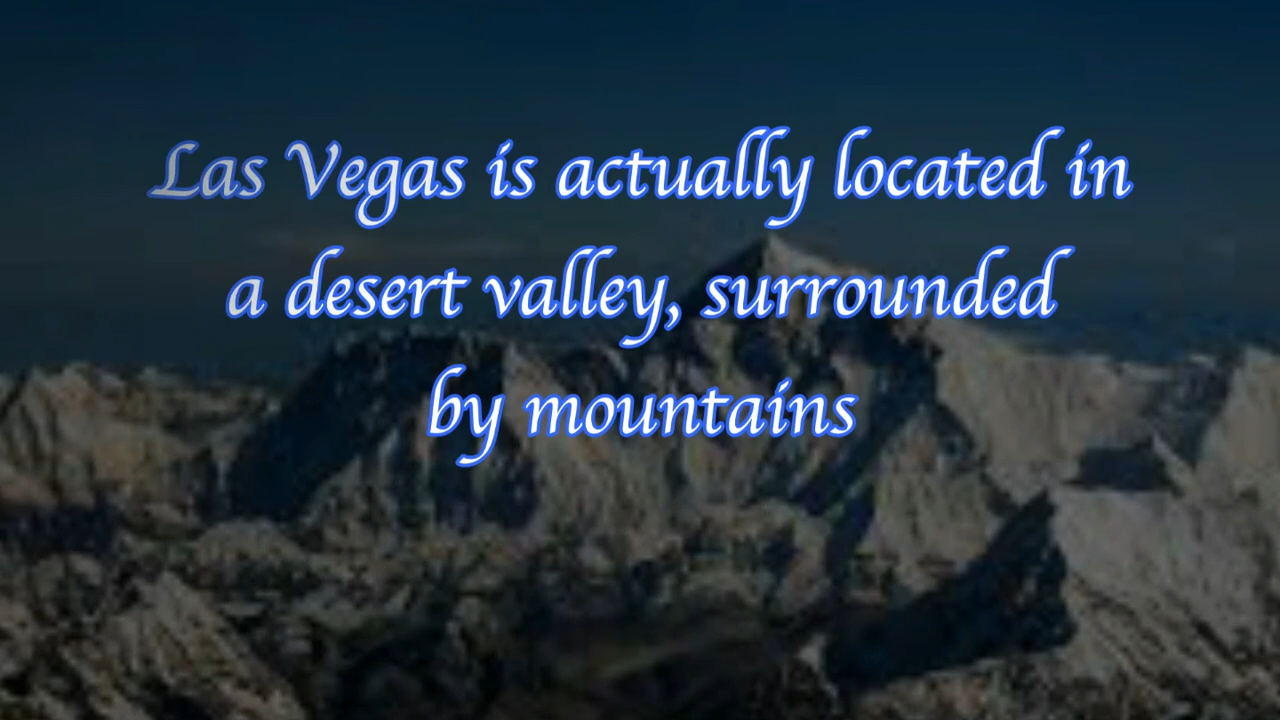 Las Vegas is actually located in
a desert valley, surrounded
by mountains